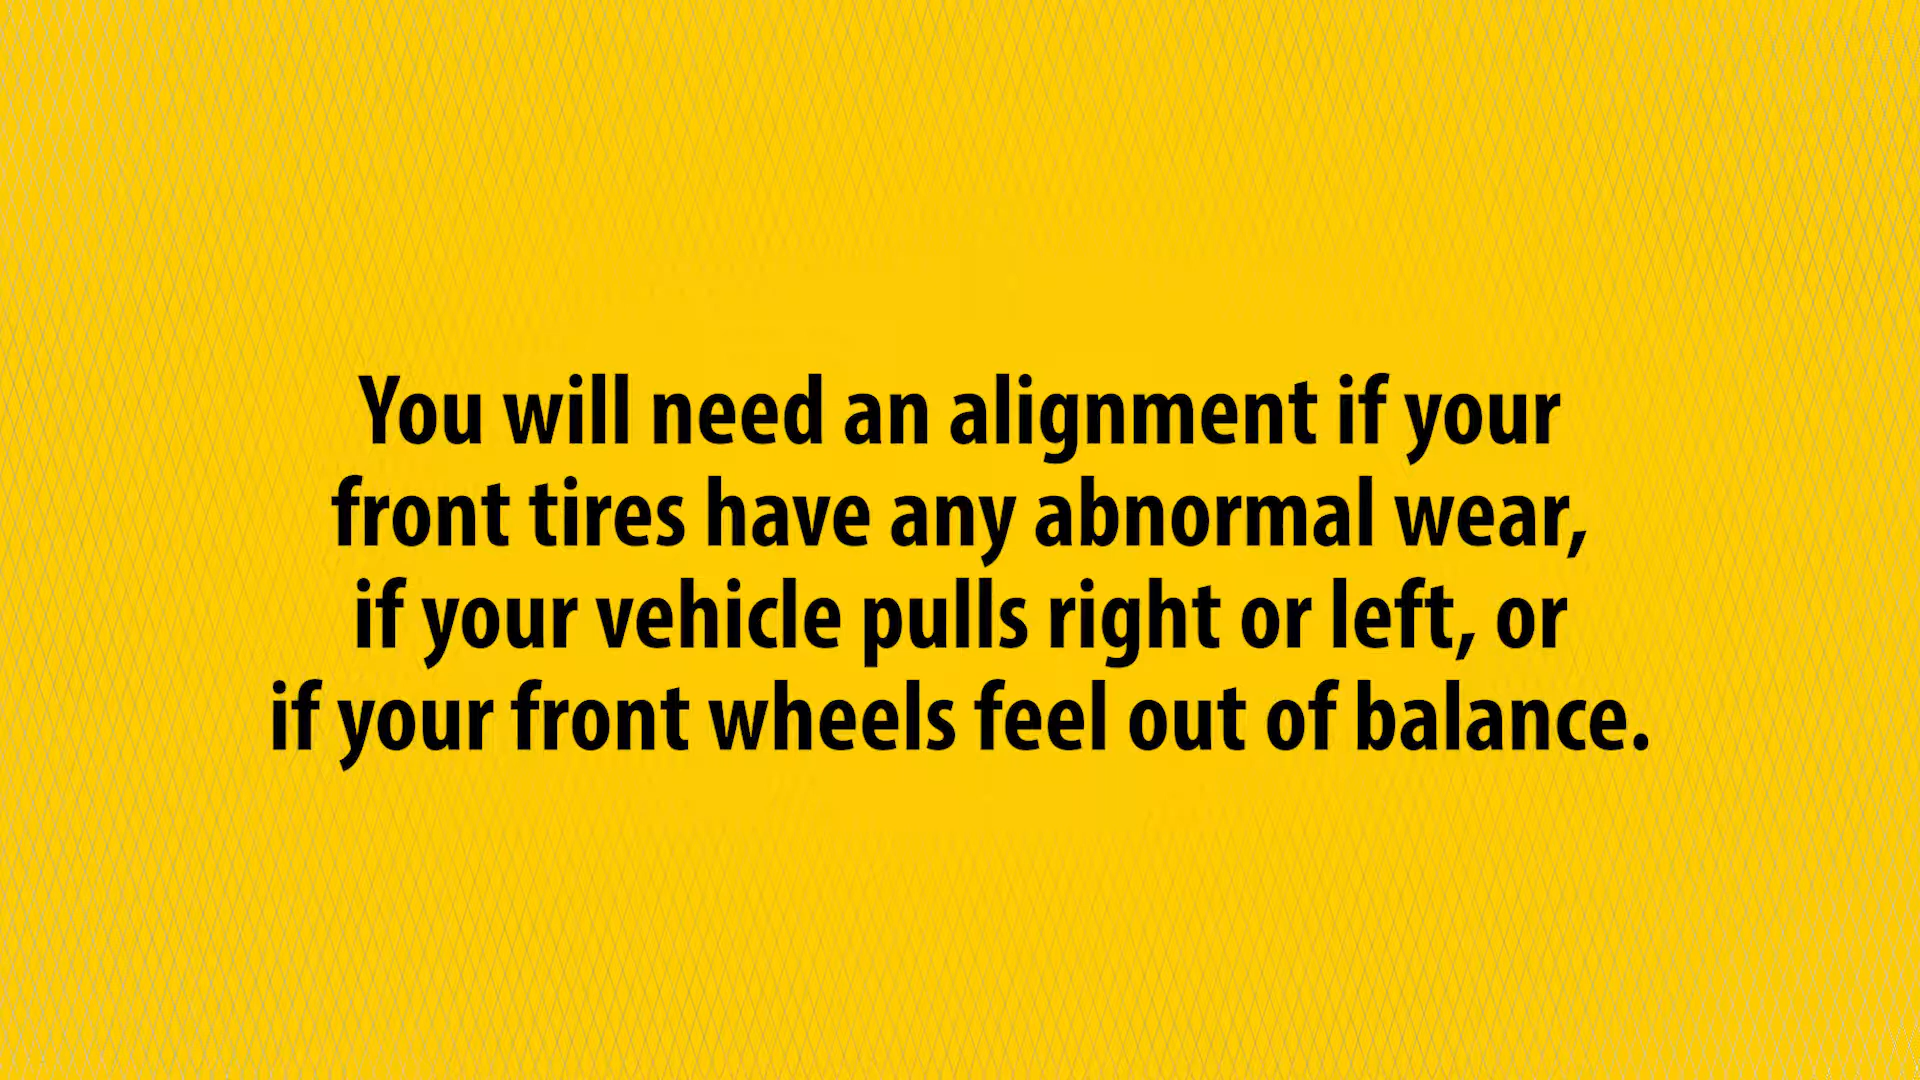 You will need an alignment if your
front tires have any abnormal wear,
if your vehicle pulls right or left, or
if your front wheels feel out of balance.